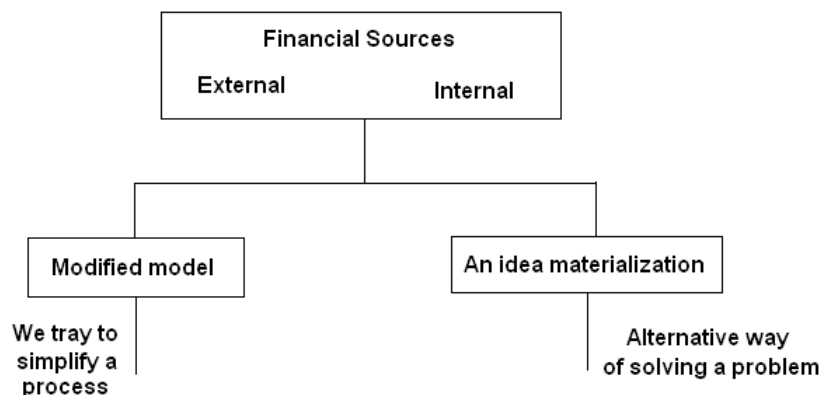 Financial Sources
External Internal
Modified model
An idea materialization
We tray to
simplify a
process
Alternative way
of solving a problem